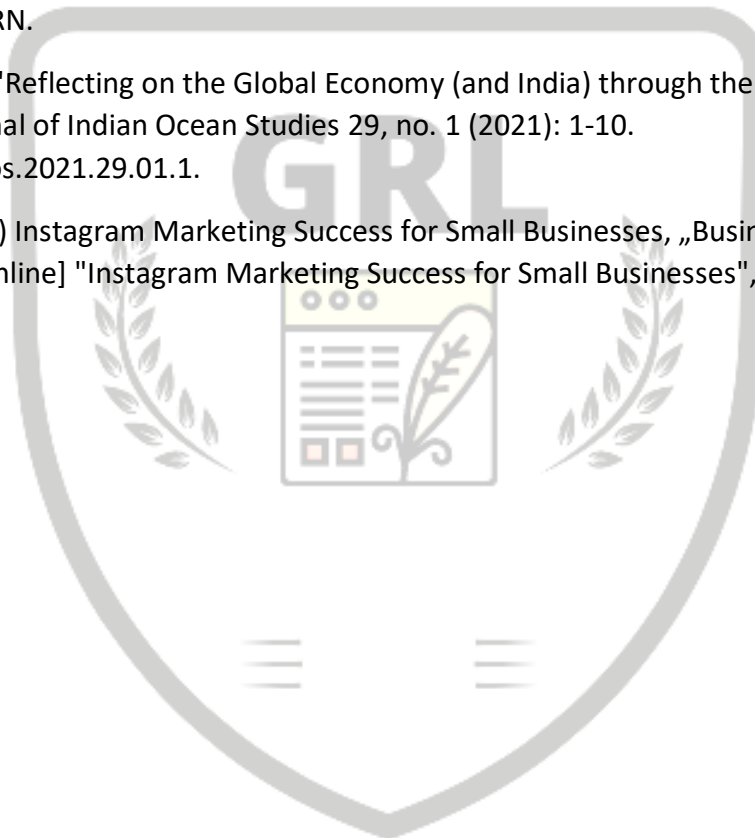 RN.
"Reflecting on the Global Economy (and India) through the
nal of Indian Ocean Studies 29, no. 1 (2021): 1-10.
os.2021.29.01.1.
) Instagram Marketing Success for Small Businesses, „Busin
nline] "Instagram Marketing Success for Small Businesses",
GRL